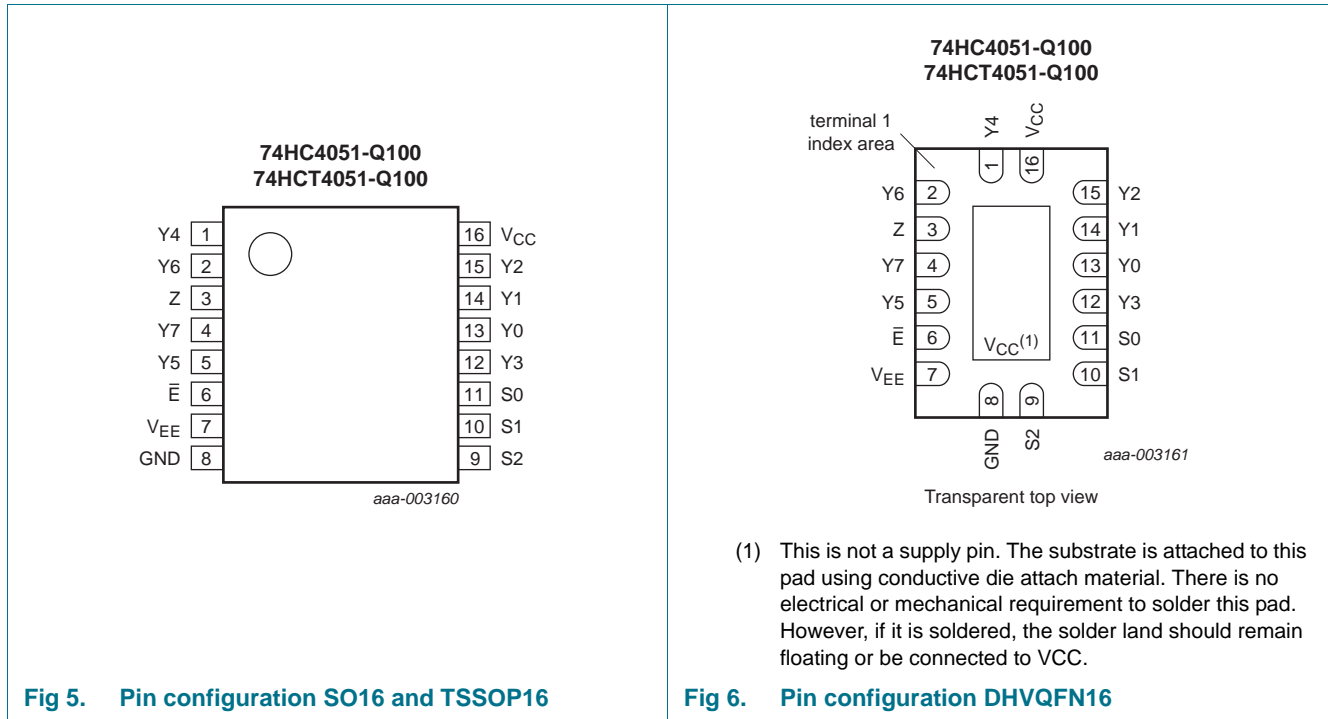 74HC4051-Q100
74HCT4051-Q100
Y4 1
Y6 2
Z 3
Y7 4
Y5 5
E̅ 6
VEE 7
GND 8
16 VCC
15 Y2
14 Y1
13 Y0
12 Y3
11 S0
10 S1
9 S2
aaa-003160
Fig 5. Pin configuration SO16 and TSSOP16
74HC4051-Q100
74HCT4051-Q100
terminal 1
index area
Y4 VCC
1 16
Y6 2
Z 3
Y7 4
Y5 5
E̅ 6
VEE 7
15 Y2
14 Y1
13 Y0
12 Y3
11 S0
10 S1
VCC(1)
8 9
GND S2
aaa-003161
Transparent top view
(1) This is not a supply pin. The substrate is attached to this
pad using conductive die attach material. There is no
electrical or mechanical requirement to solder this pad.
However, if it is soldered, the solder land should remain
floating or be connected to VCC.
Fig 6. Pin configuration DHVQFN16